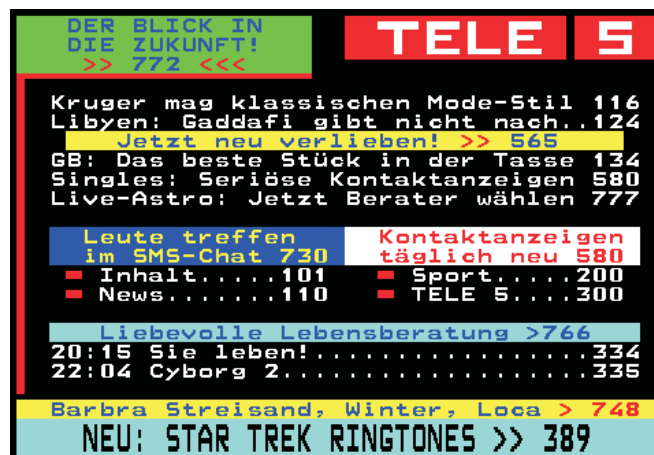 DER BLICK IN
DIE ZUKUNFT!
>> 772 <<<
TELE 5
Kruger mag klassischen Mode-Stil 116
Libyen: Gaddafi gibt nicht nach..124
Jetzt neu verlieben! >> 565
GB: Das beste Stück in der Tasse 134
Singles: Seriöse Kontaktanzeigen 580
Live-Astro: Jetzt Berater wählen 777
Leute treffen
im SMS-Chat 730
Kontaktanzeigen
täglich neu 580
Inhalt.....101
News.......110
Sport.....200
TELE 5....300
Liebevolle Lebensberatung >766
20:15 Sie leben!.................334
22:04 Cyborg 2...................335
Barbra Streisand, Winter, Loca > 748
NEU: STAR TREK RINGTONES >> 389